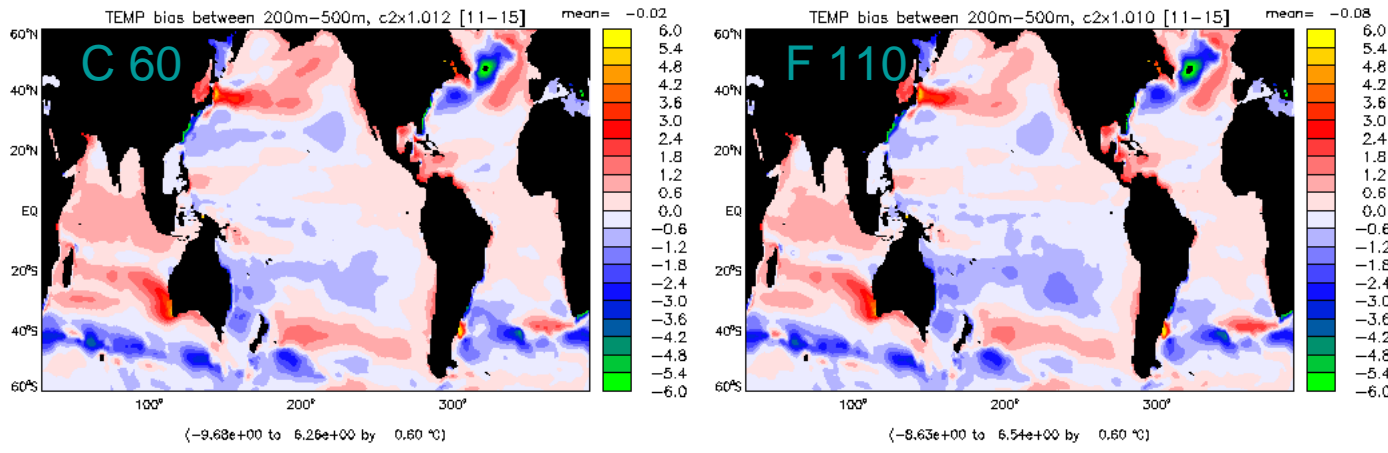 TEMP bias between 200m-500m, c2x1.012 [11-15] mean= -0.02
C 60
60°N
40°N
20°N
EQ
20°S
40°S
60°S
100° 200° 300°
6.0
5.4
4.8
4.2
3.6
3.0
2.4
1.8
1.2
0.6
0.0
-0.6
-1.2
-1.8
-2.4
-3.0
-3.6
-4.2
-4.8
-5.4
-6.0
(-9.68e+00 to 6.26e+00 by 0.60 °C)
TEMP bias between 200m-500m, c2x1.010 [11-15] mean= -0.08
F 110
60°N
40°N
20°N
EQ
20°S
40°S
60°S
100° 200° 300°
6.0
5.4
4.8
4.2
3.6
3.0
2.4
1.8
1.2
0.6
0.0
-0.6
-1.2
-1.8
-2.4
-3.0
-3.6
-4.2
-4.8
-5.4
-6.0
(-8.63e+00 to 6.54e+00 by 0.60 °C)